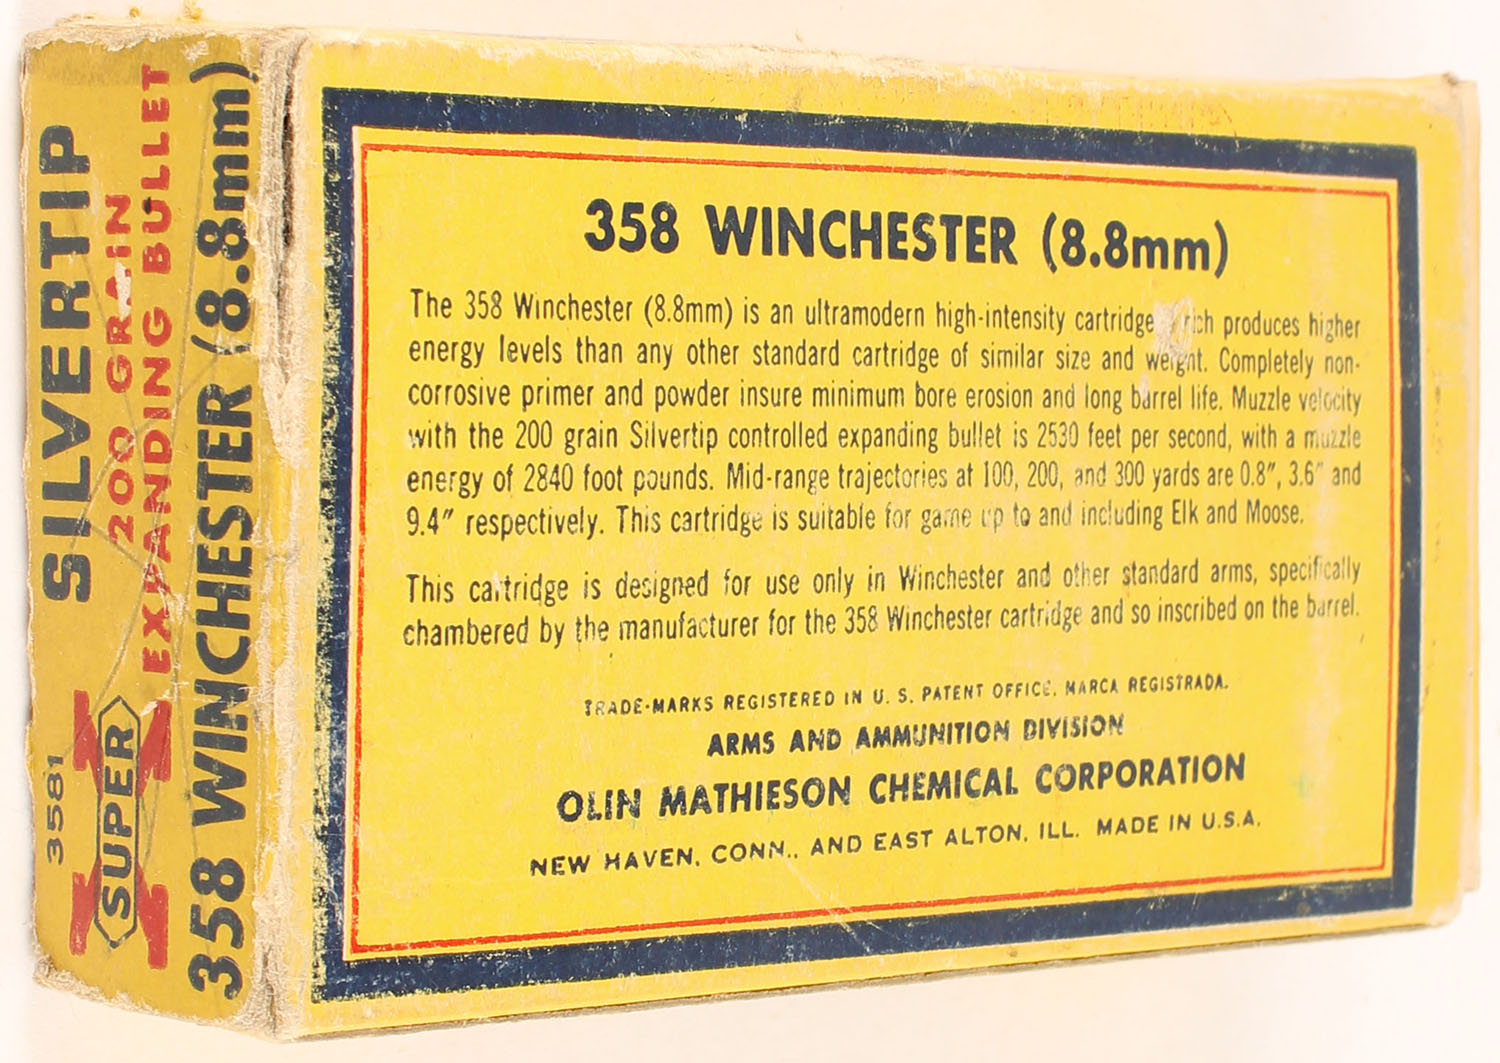 SILVERTIP
200 GRAIN
EXPANDING BULLET
358 WINCHESTER (8.8mm)
3581
X
SUPER
358 WINCHESTER (8.8mm)
The 358 Winchester (8.8mm) is an ultramodern high-intensity cartridge produces higher
energy levels than any other standard cartridge of similar size and weight. Completely non-
corrosive primer and powder insure minimum bore erosion and long barrel life. Muzzle velocity
with the 200 grain Silvertip controlled expanding bullet is 2530 feet per second, with a muzzle
energy of 2840 foot pounds. Mid-range trajectories at 100, 200, and 300 yards are 0.8", 3.6" and
9.4" respectively. This cartridge is suitable for game up to and including Elk and Moose.
This cartridge is designed for use only in Winchester and other standard arms, specifically
chambered by the manufacturer for the 358 Winchester cartridge and so inscribed on the barrel.
TRADE-MARKS REGISTERED IN U. S. PATENT OFFICE. MARCA REGISTRADA.
ARMS AND AMMUNITION DIVISION
OLIN MATHIESON CHEMICAL CORPORATION
NEW HAVEN, CONN., AND EAST ALTON, ILL. MADE IN U.S.A.